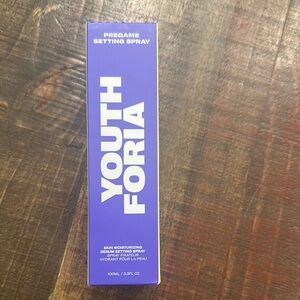 PREGAME
SETTING SPRAY
YOUTH
FORIA
SKIN MOISTURIZING
SERUM SETTING SPRAY
SPRAY FIXATEUR
HYDRANT POUR LA PEAU
100ML / 3.3FL OZ